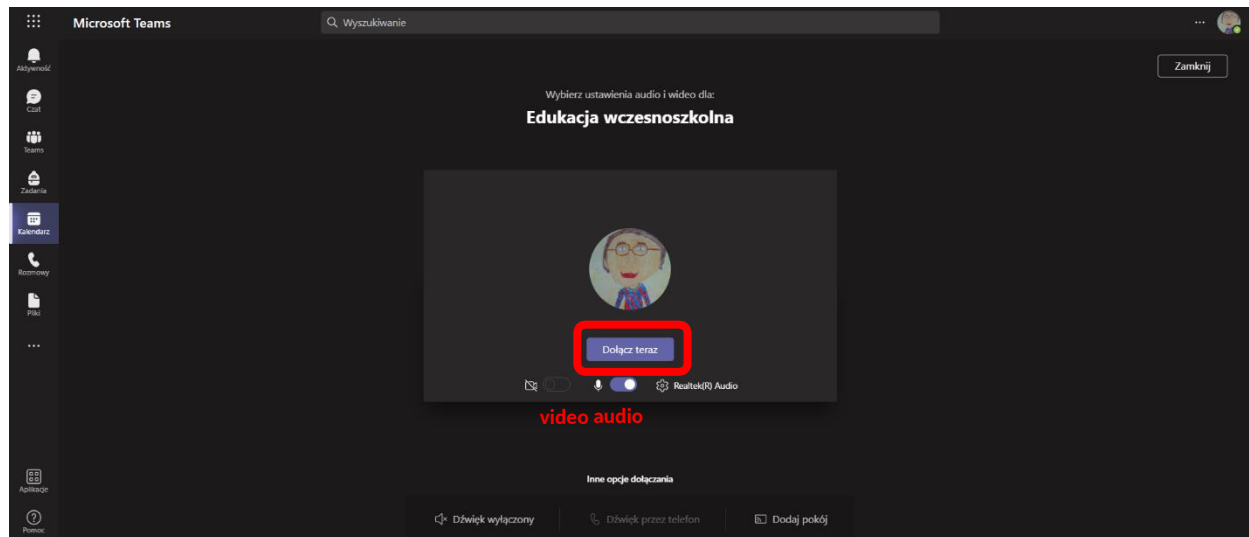 Microsoft Teams
Wyszukiwanie
Aktywność
Czat
Teams
Zadania
Kalendarz
Rozmowy
Pliki
Aplikacje
Pomoc
Zamknij
Wybierz ustawienia audio i wideo dla:
Edukacja wczesnoszkolna
Dołącz teraz
Realtek(R) Audio
video audio
Inne opcje dołączania
Dźwięk wyłączony
Dźwięk przez telefon
Dodaj pokój